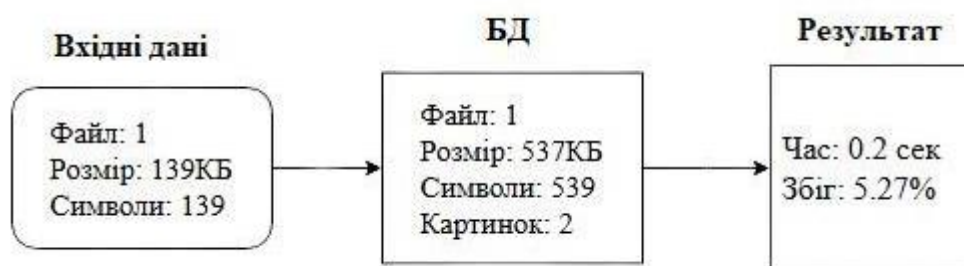 Вхідні дані
Файл: 1
Розмір: 139КБ
Символи: 139
БД
Файл: 1
Розмір: 537КБ
Символи: 539
Картинок: 2
Результат
Час: 0.2 сек
Збіг: 5.27%